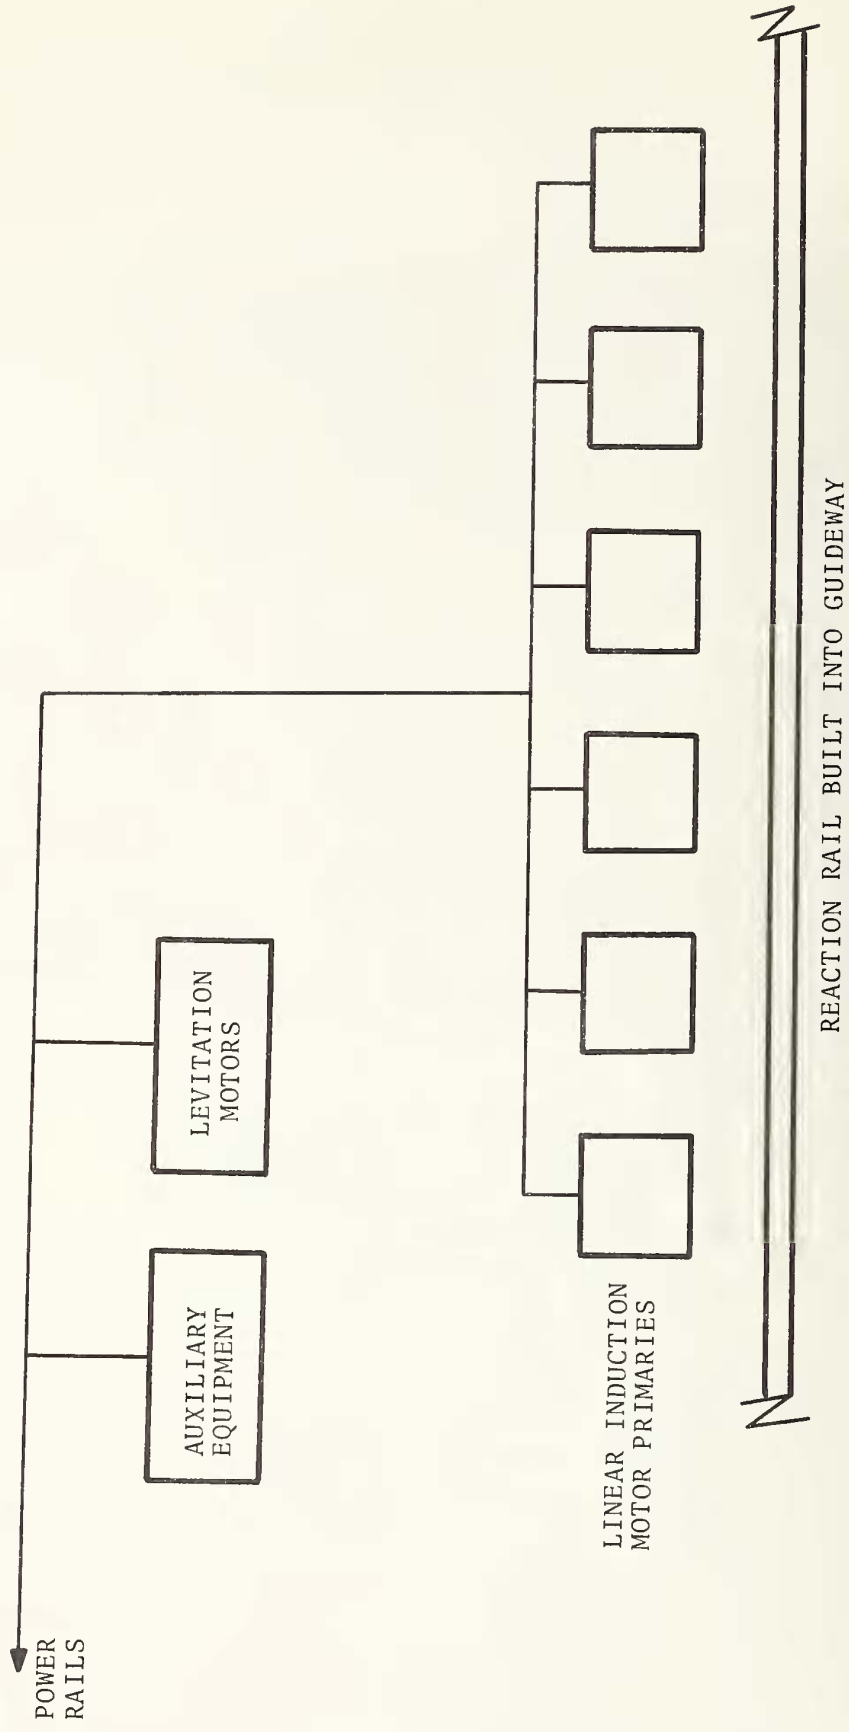 POWER
RAILS
AUXILIARY
EQUIPMENT
LEVITATION
MOTORS
LINEAR INDUCTION
MOTOR PRIMARIES
REACTION RAIL BUILT INTO GUIDEWAY